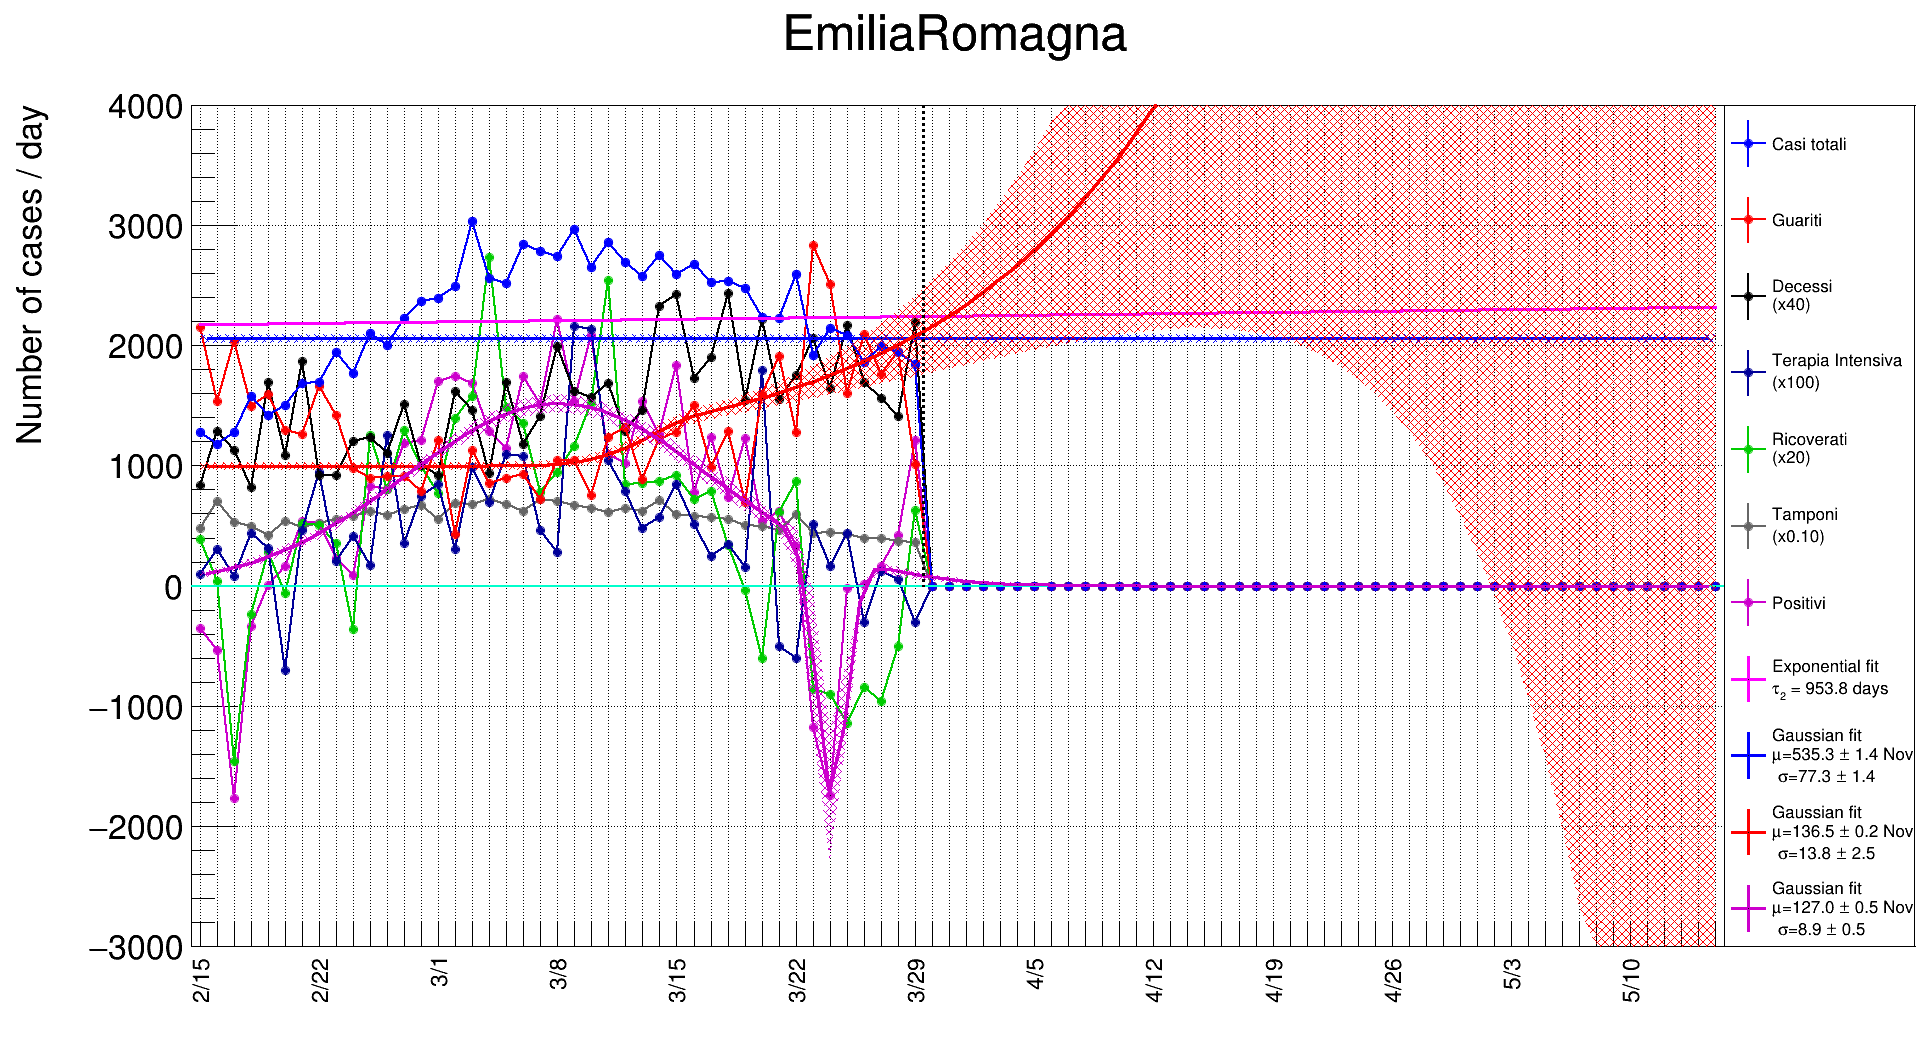 EmiliaRomagna
Number of cases / day
4000
3000
2000
1000
0
−1000
−2000
−3000
2/15
2/22
3/1
3/8
3/15
3/22
3/29
4/5
4/12
4/19
4/26
5/3
5/10
Casi totali
Guariti
Decessi
(x40)
Terapia Intensiva
(x100)
Ricoverati
(x20)
Tamponi
(x0.10)
Positivi
Exponential fit
τ2 = 953.8 days
Gaussian fit
μ=535.3 ± 1.4 Nov
σ=77.3 ± 1.4
Gaussian fit
μ=136.5 ± 0.2 Nov
σ=13.8 ± 2.5
Gaussian fit
μ=127.0 ± 0.5 Nov
σ=8.9 ± 0.5